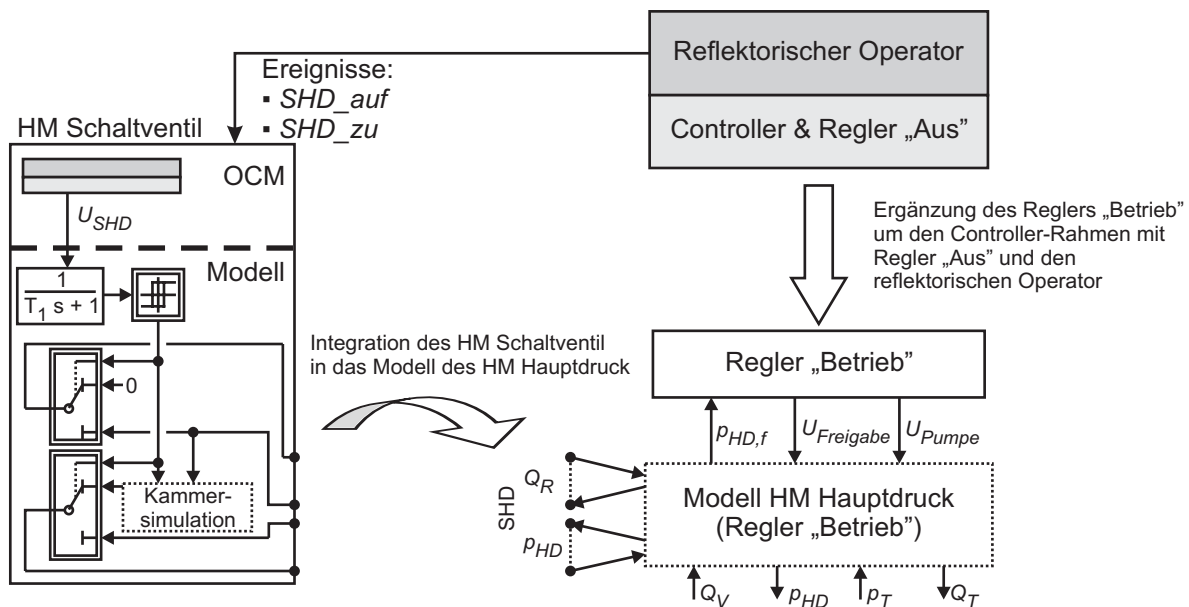 Reflektorischer Operator
Controller & Regler „Aus”
Ereignisse:
▪ SHD_auf
▪ SHD_zu
HM Schaltventil
OCM
U_SHD
Modell
1
T_1 s + 1
0
Kammer-
simulation
Ergänzung des Reglers „Betrieb”
um den Controller-Rahmen mit
Regler „Aus” und den
reflektorischen Operator
Integration des HM Schaltventil
in das Modell des HM Hauptdruck
Regler „Betrieb”
p_HD,f
U_Freigabe
U_Pumpe
SHD
Q_R
p_HD
Modell HM Hauptdruck
(Regler „Betrieb”)
Q_V
p_HD
p_T
Q_T